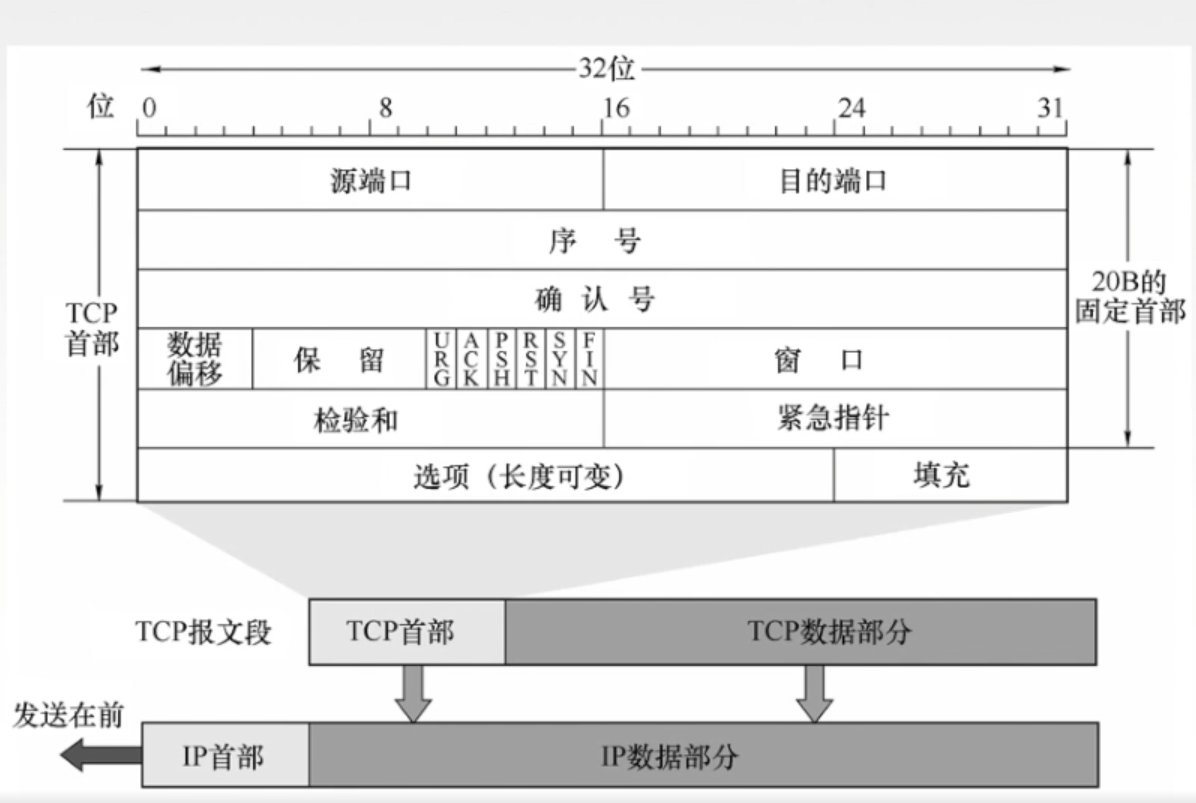 32位
位 0 8 16 24 31
源端口 目的端口
序 号
确 认 号
TCP
首部
20B的
固定首部
数据
偏移
保 留
URG
ACK
PSH
RST
SYN
FIN
窗 口
检验和 紧急指针
选项（长度可变） 填充
TCP报文段 TCP首部 TCP数据部分
发送在前
IP首部 IP数据部分